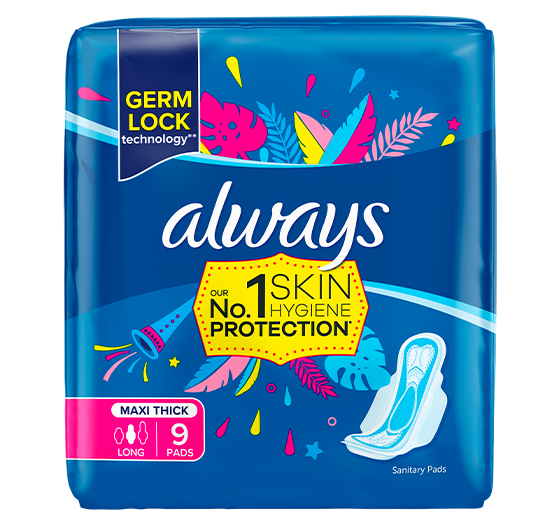 GERM
LOCK
technology**
always
OUR
No.1 SKIN
HYGIENE
PROTECTION*
MAXI THICK
LONG
9
PADS
Sanitary Pads